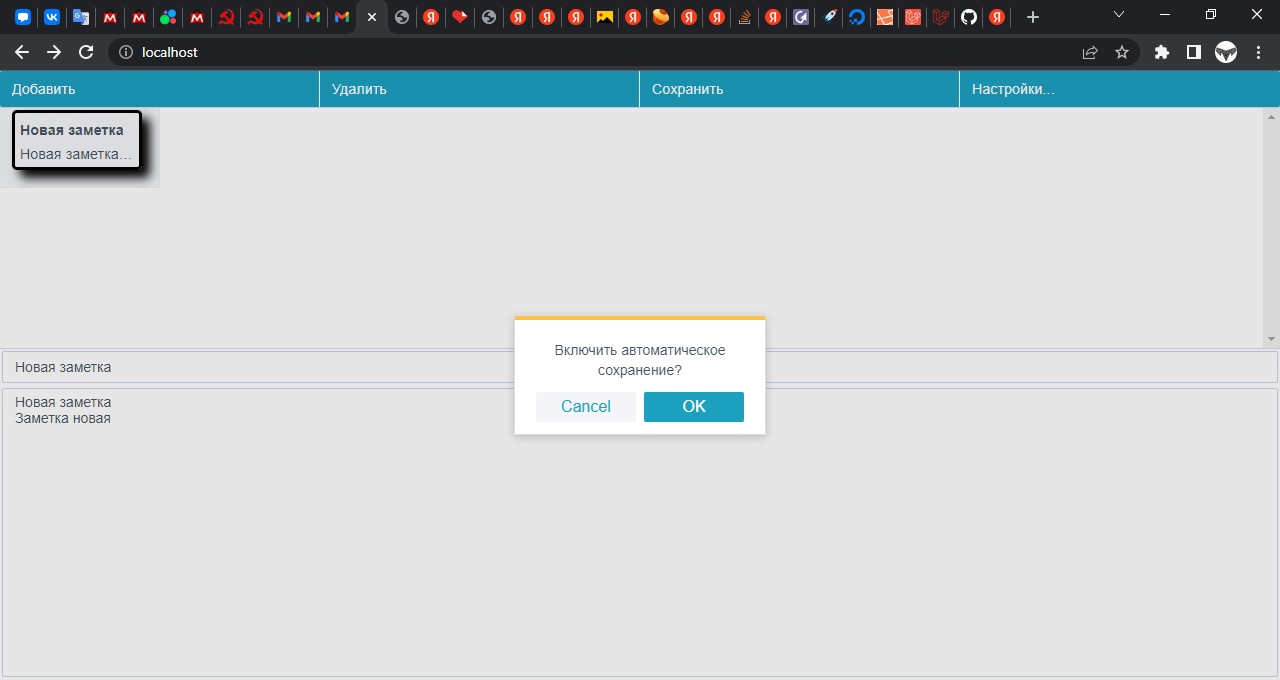 localhost
Добавить
Удалить
Сохранить
Настройки...
Новая заметка
Новая заметка...
Включить автоматическое
сохранение?
Cancel
OK
Новая заметка
Новая заметка
Заметка новая